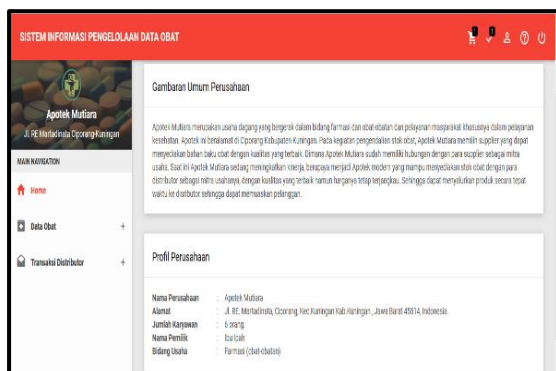 SISTEM INFORMASI PENGELOLAAN DATA OBAT
Apotek Mutiara
Jl. RE Martadinata Ciporang-Kuningan
MAIN NAVIGATION
Home
Data Obat +
Transaksi Distributor +
Gambaran Umum Perusahaan
Apotek Mutiara merupakan usaha dagang yang bergerak dalam bidang farmasi dan obat-obatan dan pelayanan masyarakat khususnya dalam pelayanan
kesehatan. Apotek ini beralamat di Ciporang Kabupaten Kuningan. Pada kegiatan pengendalian stok obat, Apotek Mutiara memilih supplier yang dapat
menyediakan bahan baku obat dengan kualitas yang terbaik. Dimana Apotek Mutiara sudah memiliki hubungan dengan para supplier sebagai mitra
usaha. Saat ini Apotek Mutiara sedang meningkatkan kinerja, berupaya menjadi Apotek modern yang mampu menyediakan stok obat dengan para
distributor sebagai mitra usahanya, dengan kualitas yang terbaik namun harganya tetap terjangkau. Sehingga dapat menyalurkan produk secara tepat
waktu ke distributor sehingga dapat memuaskan pelanggan.
Profil Perusahaan
Nama Perusahaan : Apotek Mutiara
Alamat : Jl. RE. Martadinata, Ciporang, Kec.Kuningan Kab.Kuningan , Jawa Barat 45514, Indonesia.
Jumlah Karyawan : 6 orang.
Nama Pemilik : Ibu Ipah
Bidang Usaha : Farmasi (obat-obatan)